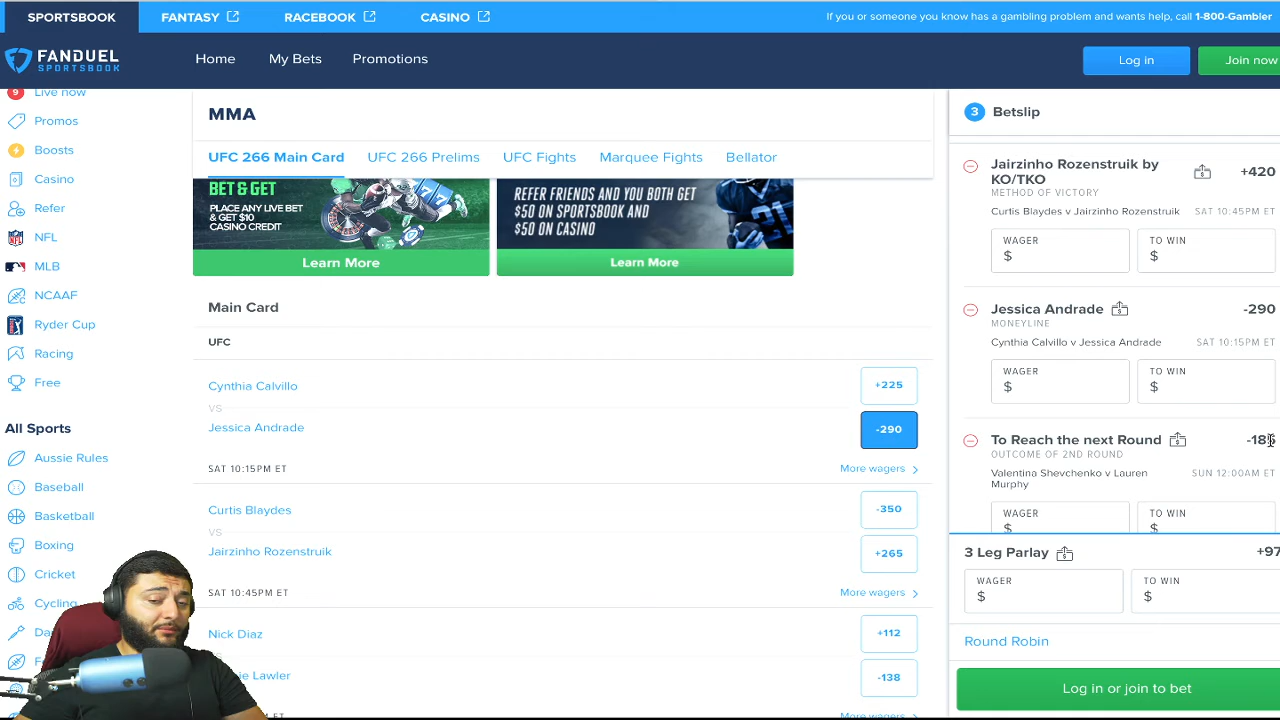 SPORTSBOOK
FANTASY
RACEBOOK
CASINO
If you or someone you know has a gambling problem and wants help, call 1-800-Gambler
FANDUEL
SPORTSBOOK
Home
My Bets
Promotions
Log in
Join now
9
Live now
Promos
Boosts
Casino
Refer
NFL
MLB
NCAAF
Ryder Cup
Racing
Free
All Sports
Aussie Rules
Baseball
Basketball
Boxing
Cricket
Cycling
MMA
UFC 266 Main Card
UFC 266 Prelims
UFC Fights
Marquee Fights
Bellator
BET & GET
PLACE ANY LIVE BET
& GET $10
CASINO CREDIT
Learn More
REFER FRIENDS AND YOU BOTH GET
$50 ON SPORTSBOOK AND
$50 ON CASINO
Learn More
Main Card
UFC
Cynthia Calvillo
+225
VS
Jessica Andrade
-290
SAT 10:15PM ET
More wagers
Curtis Blaydes
-350
VS
Jairzinho Rozenstruik
+265
SAT 10:45PM ET
More wagers
Nick Diaz
+112
Lawler
-138
ET
More wagers
3 Betslip
Jairzinho Rozenstruik by
KO/TKO
+420
METHOD OF VICTORY
Curtis Blaydes v Jairzinho Rozenstruik
SAT 10:45PM ET
WAGER
$
TO WIN
$
Jessica Andrade
-290
MONEYLINE
Cynthia Calvillo v Jessica Andrade
SAT 10:15PM ET
WAGER
$
TO WIN
$
To Reach the next Round
OUTCOME OF 2ND ROUND
Valentina Shevchenko v Lauren
Murphy
SUN 12:00AM ET
WAGER
$
TO WIN
$
3 Leg Parlay
+97
WAGER
$
TO WIN
$
Round Robin
Log in or join to bet